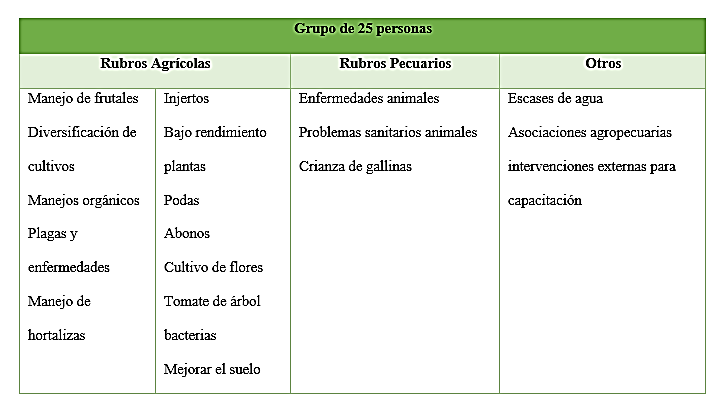 Grupo de 25 personas
Rubros Agrícolas
Rubros Pecuarios
Otros
Manejo de frutales
Diversificación de
cultivos
Manejos orgánicos
Plagas y
enfermedades
Manejo de
hortalizas
Injertos
Bajo rendimiento
plantas
Podas
Abonos
Cultivo de flores
Tomate de árbol
bacterias
Mejorar el suelo
Enfermedades animales
Problemas sanitarios animales
Crianza de gallinas
Escases de agua
Asociaciones agropecuarias
intervenciones externas para
capacitación